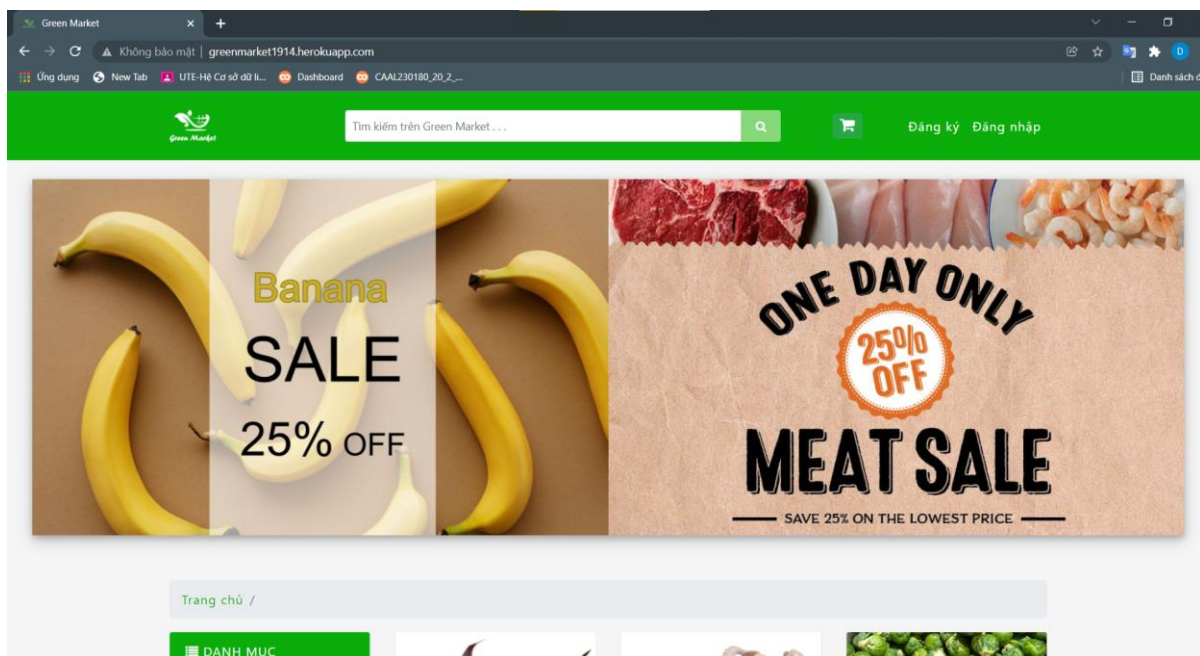 Green Market
Không bảo mật | greenmarket1914.herokuapp.com
Ứng dụng New Tab UTE-Hệ Cơ sở dữ li... Dashboard CAAL230180_20_2_... Danh sách đ
Green Market
Tìm kiếm trên Green Market . . .
Đăng ký Đăng nhập
Banana
SALE
25% OFF
ONE DAY ONLY
25%
OFF
MEAT SALE
SAVE 25% ON THE LOWEST PRICE
Trang chủ /
DANH MỤC